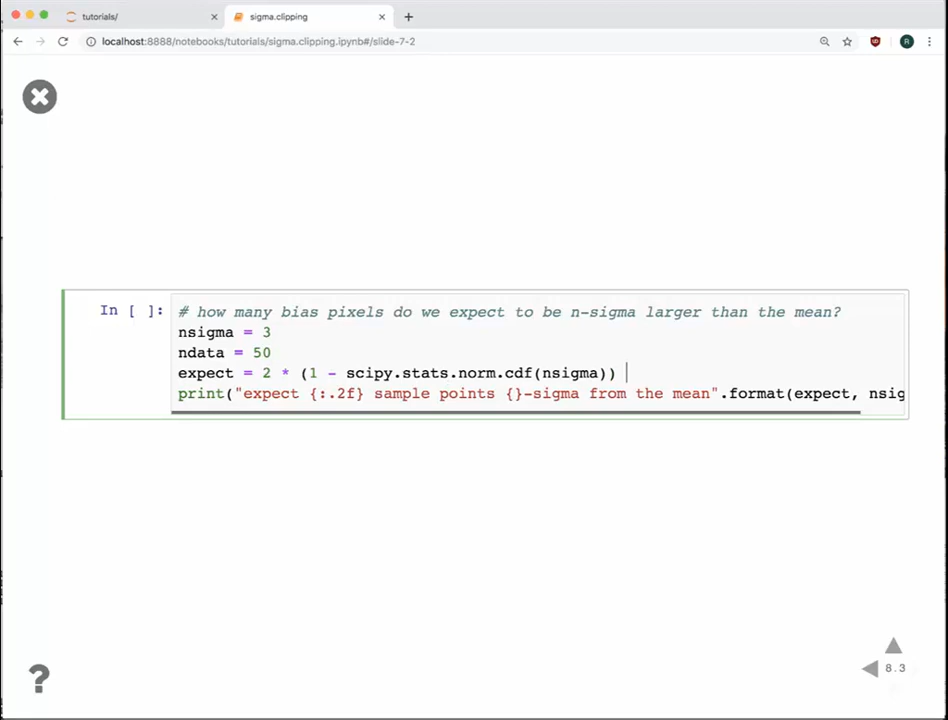 tutorials/
sigma.clipping
localhost:8888/notebooks/tutorials/sigma.clipping.ipynb#/slide-7-2
R
In [ ]:
# how many bias pixels do we expect to be n-sigma larger than the mean?
nsigma = 3
ndata = 50
expect = 2 * (1 - scipy.stats.norm.cdf(nsigma))
print("expect {:.2f} sample points {}-sigma from the mean".format(expect, nsig
?
8.3